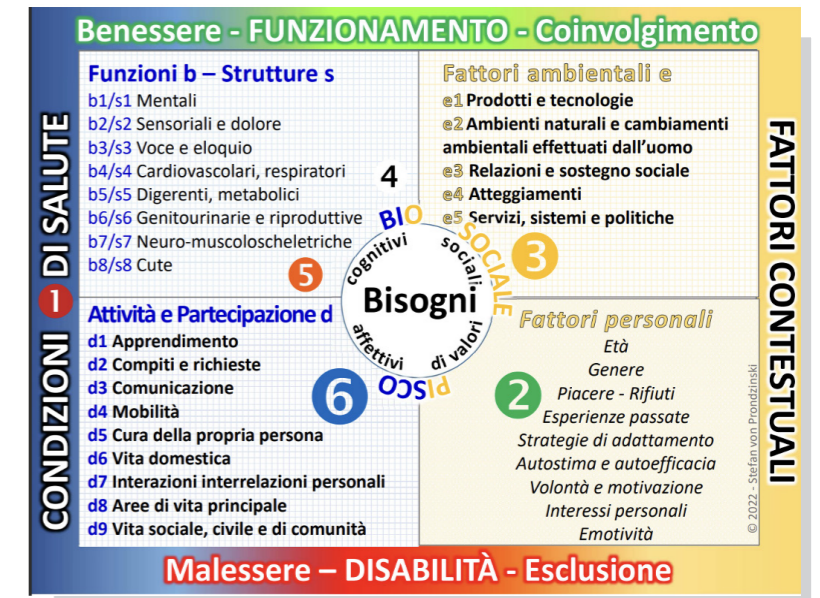 Benessere - FUNZIONAMENTO - Coinvolgimento
CONDIZIONI 1 DI SALUTE
Funzioni b – Strutture s
b1/s1 Mentali
b2/s2 Sensoriali e dolore
b3/s3 Voce e eloquio
b4/s4 Cardiovascolari, respiratori
b5/s5 Digerenti, metabolici
b6/s6 Genitourinarie e riproduttive
b7/s7 Neuro-muscoloscheletriche
b8/s8 Cute
4
5
Fattori ambientali e
e1 Prodotti e tecnologie
e2 Ambienti naturali e cambiamenti
ambientali effettuati dall'uomo
e3 Relazioni e sostegno sociale
e4 Atteggiamenti
e5 Servizi, sistemi e politiche
3
BIO
SOCIALE
PISCO
cognitivi
sociali
Bisogni
affettivi
di valori
Attività e Partecipazione d
d1 Apprendimento
d2 Compiti e richieste
d3 Comunicazione
d4 Mobilità
d5 Cura della propria persona
d6 Vita domestica
d7 Interazioni interrelazioni personali
d8 Aree di vita principale
d9 Vita sociale, civile e di comunità
6
Fattori personali
Età
Genere
Piacere - Rifiuti
Esperienze passate
Strategie di adattamento
Autostima e autoefficacia
Volontà e motivazione
Interessi personali
Emotività
2
© 2022 - Stefan von Prondzinski
FATTORI CONTESTUALI
Malessere – DISABILITÀ - Esclusione